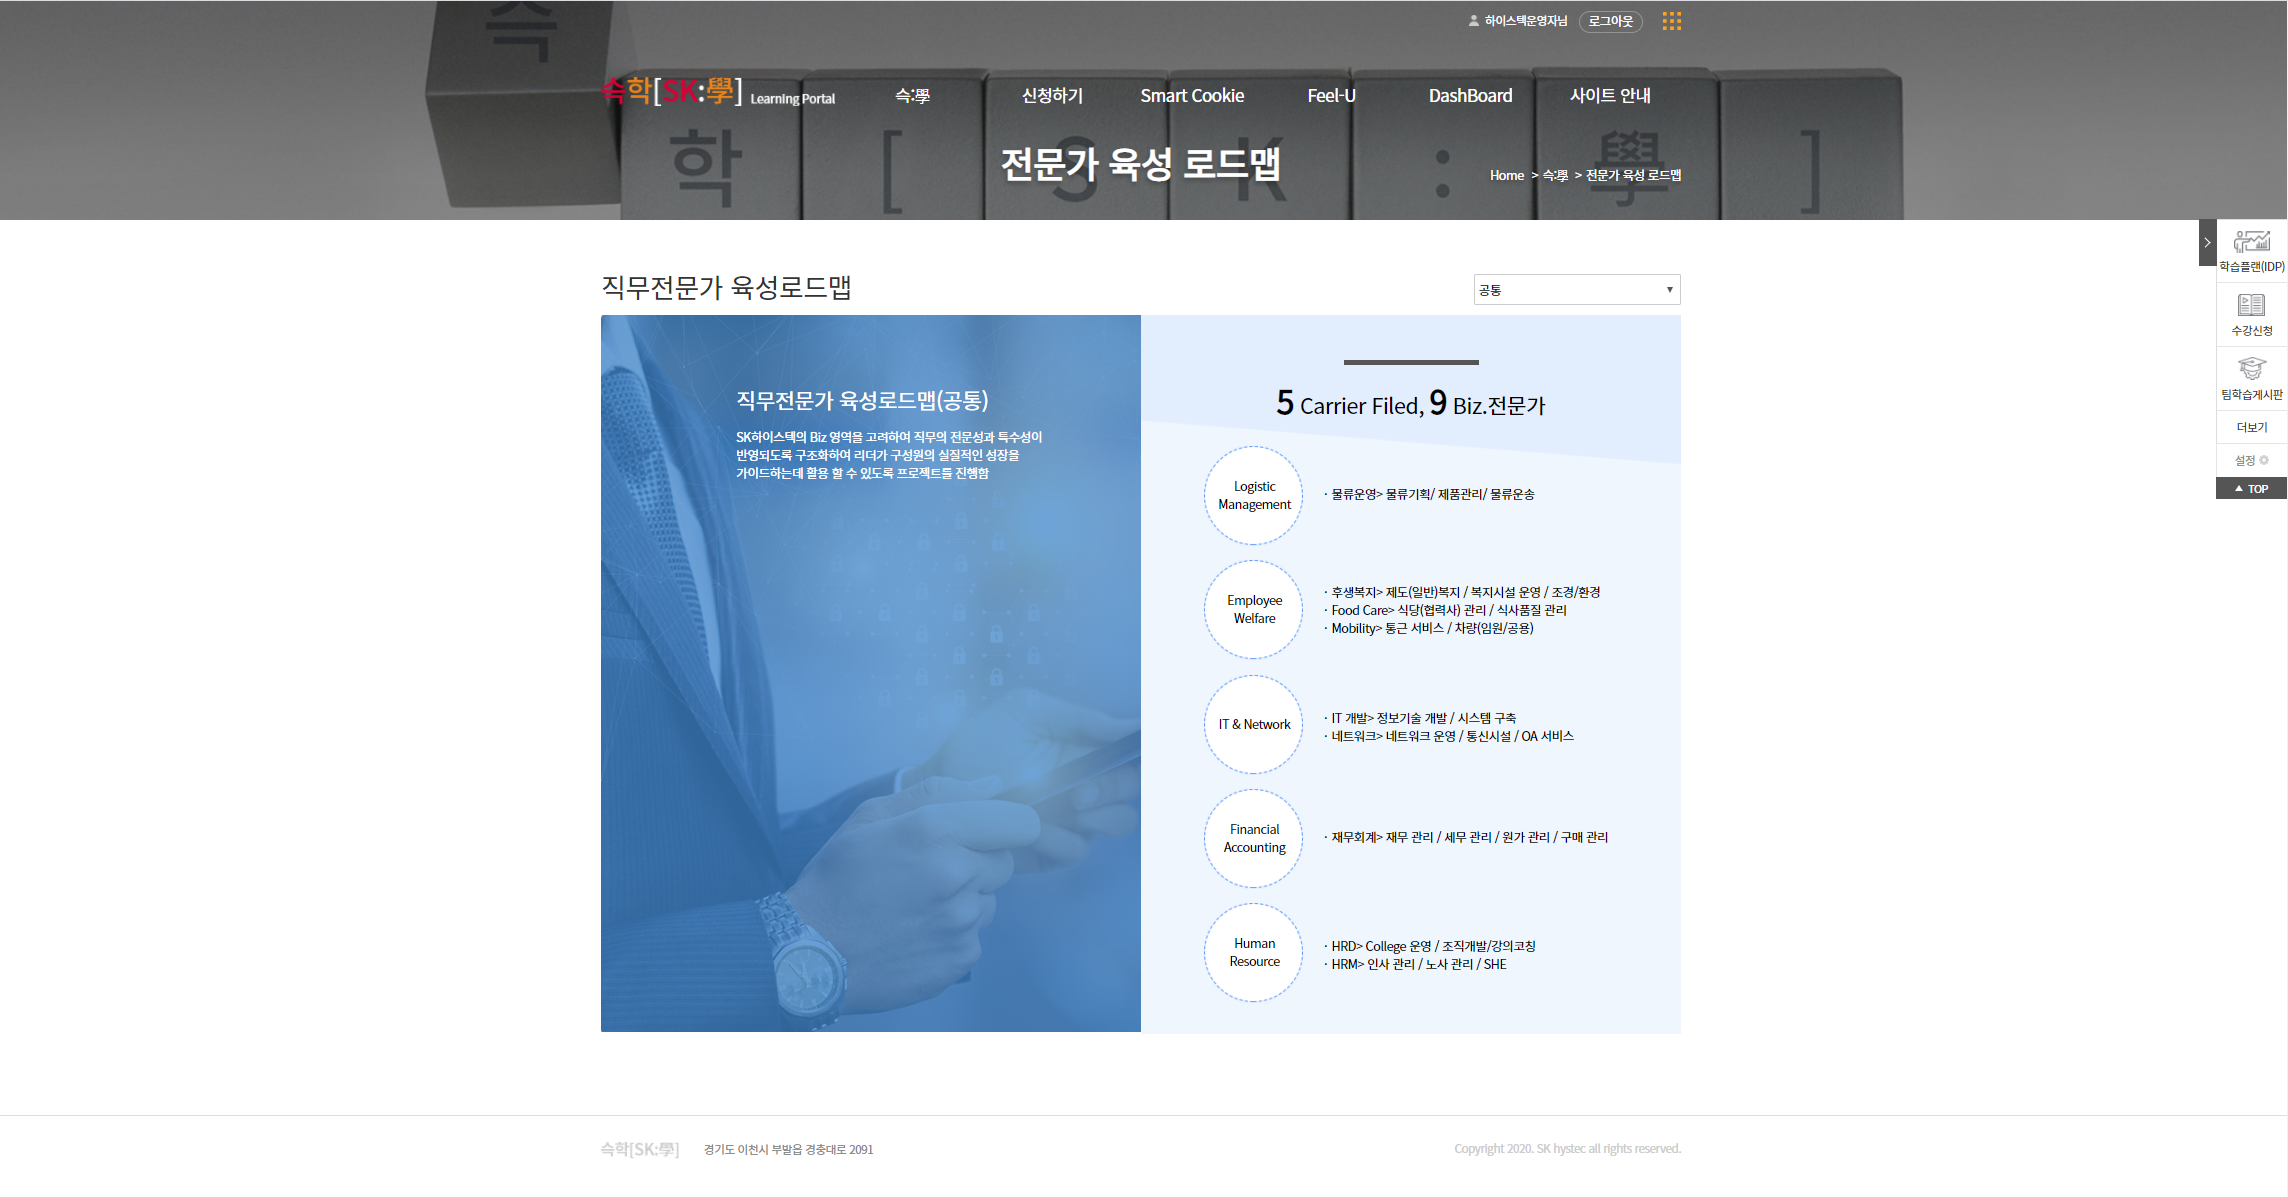 슥
하이스텍운영자님
로그아웃
슥학[SK:學] Learning Portal
슥:學
신청하기
Smart Cookie
Feel-U
DashBoard
사이트 안내
학 [ S K : 學 ]
전문가 육성 로드맵
Home > 슥:學 > 전문가 육성 로드맵
학습플랜(IDP)
수강신청
팀학습게시판
더보기
설정
TOP
직무전문가 육성로드맵
공통
직무전문가 육성로드맵(공통)
SK하이스텍의 Biz 영역을 고려하여 직무의 전문성과 특수성이
반영되도록 구조화하여 리더가 구성원의 실질적인 성장을
가이드하는데 활용 할 수 있도록 프로젝트를 진행함
5 Carrier Filed, 9 Biz.전문가
Logistic
Management
· 물류운영> 물류기획/ 제품관리/ 물류운송
Employee
Welfare
· 후생복지> 제도(일반)복지 / 복지시설 운영 / 조경/환경
· Food Care> 식당(협력사) 관리 / 식사품질 관리
· Mobility> 통근 서비스 / 차량(임원/공용)
IT & Network
· IT 개발> 정보기술 개발 / 시스템 구축
· 네트워크> 네트워크 운영 / 통신시설 / OA 서비스
Financial
Accounting
· 재무회계> 재무 관리 / 세무 관리 / 원가 관리 / 구매 관리
Human
Resource
· HRD> College 운영 / 조직개발/강의코칭
· HRM> 인사 관리 / 노사 관리 / SHE
슥학[SK:學]
경기도 이천시 부발읍 경충대로 2091
Copyright 2020. SK hystec all rights reserved.